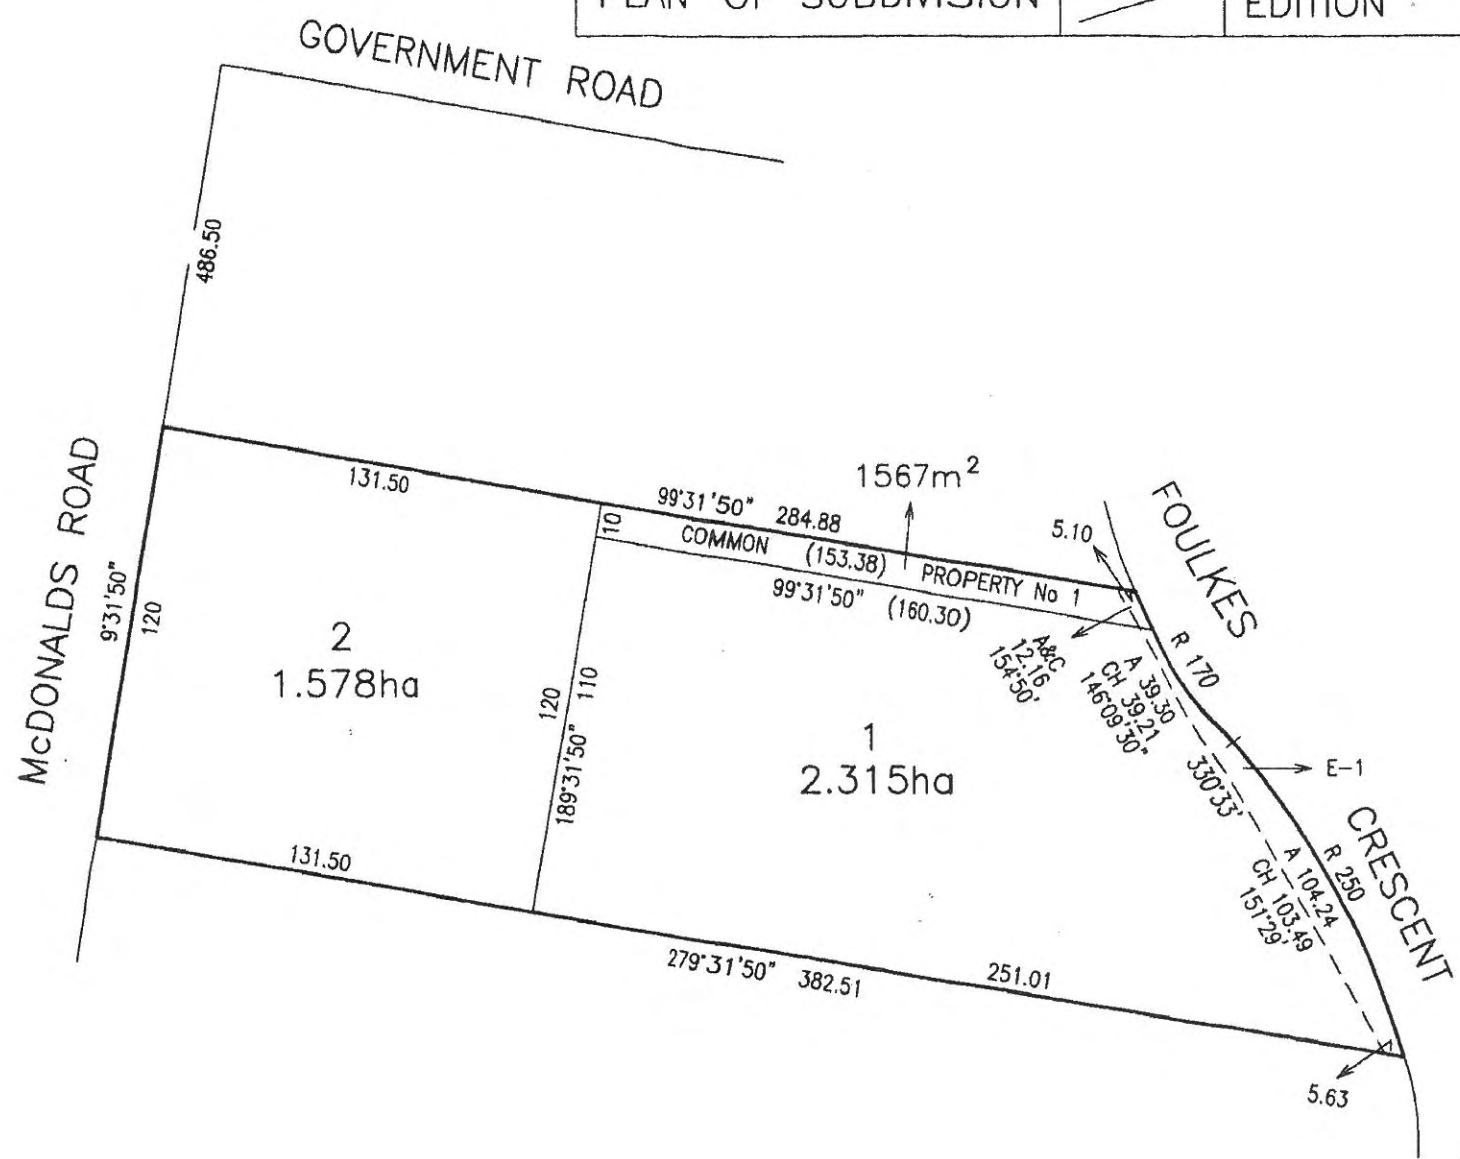 PLAN OF SUBDIVISION
EDITION
GOVERNMENT ROAD
486.50
McDONALDS ROAD
9°31'50"
120
131.50
2
1.578ha
131.50
10
99°31'50" 284.88
1567m²
COMMON (153.38) PROPERTY No 1
99°31'50" (160.30)
120
189°31'50" 110
1
2.315ha
5.10
FOULKES
CRESCENT
A&C
12.16
154°50'
R 170
A 39.30
CH 39.21
146°09'30"
330°33'
E-1
R 250
A 104.24
CH 103.49
151°29'
279°31'50" 382.51
251.01
5.63